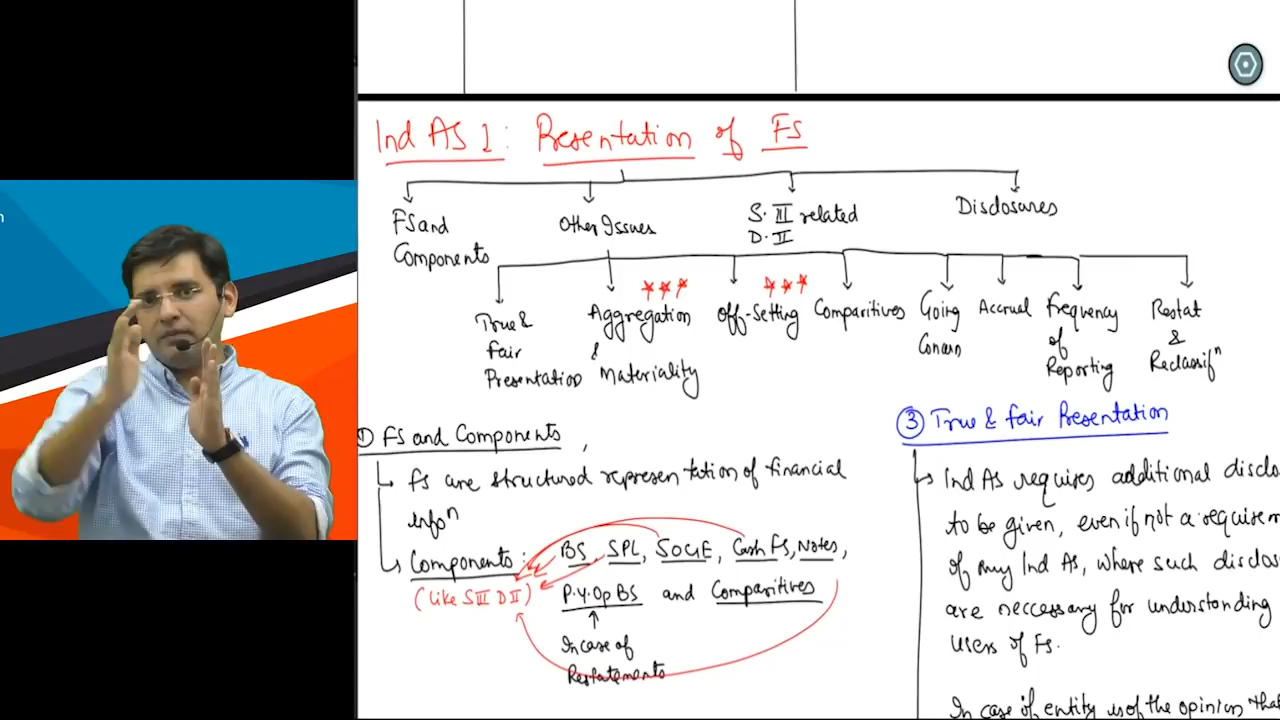 n
Ind AS 1: Presentation of FS
FS and
Components
Other Issues
S. III related
D. II
Disclosures
True &
fair
Presentation
Aggregation
&
Materiality
off-Setting
Comparitives
Going
Concern
Accrual
Frequency
of
Reporting
Restat
&
Reclassifⁿ
① FS and Components
FS are structured representation of financial
Infoⁿ
Components: BS, SPL, SOCIE, Cash FS, Notes,
(like SIII DII) P.Y.Op BS and Comparitives
In case of
Restatements
③ True & fair Presentation
Ind AS requires additional disclo
to be given, even if not a requirem
of any Ind AS, where such disclos
are neccessary for understanding
users of FS.
In case if entity is of the opinion that